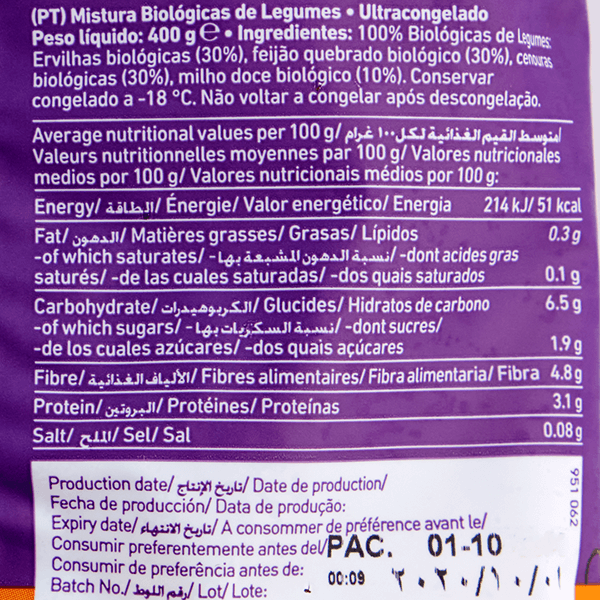 (PT) Mistura Biológicas de Legumes • Ultracongelado
Peso líquido: 400 g ℮ • Ingredientes: 100% Biológicas de Legumes:
Ervilhas biológicas (30%), feijão quebrado biológico (30%), cenouras
biológicas (30%), milho doce biológico (10%). Conservar
congelado a -18 °C. Não voltar a congelar após descongelação.
Average nutritional values per 100 g/ متوسط القيم الغذائية لكل ١٠٠ غرام/
Valeurs nutritionnelles moyennes par 100 g/ Valores nutricionales
medios por 100 g/ Valores nutricionais médios por 100 g:
Energy/ الطاقة/ Énergie/ Valor energético/ Energia 214 kJ/ 51 kcal
Fat/ الدهون/ Matières grasses/ Grasas/ Lípidos 0.3 g
-of which saturates/ -نسبة الدهون المشبعة بها/ -dont acides gras
saturés/ -de las cuales saturadas/ -dos quais saturados 0.1 g
Carbohydrate/ الكربوهيدرات/ Glucides/ Hidratos de carbono 6.5 g
-of which sugars/ -نسبة السكريات بها/ -dont sucres/
-de los cuales azúcares/ -dos quais açúcares 1.9 g
Fibre/ الألياف الغذائية/ Fibres alimentaires/ Fibra alimentaria/ Fibra 4.8 g
Protein/ البروتين/ Protéines/ Proteínas 3.1 g
Salt/ الملح/ Sel/ Sal 0.08 g
Production date/ تاريخ الإنتاج/ Date de production/
Fecha de producción/ Data de produção:
Expiry date/ تاريخ الانتهاء/ A consommer de préférence avant le/
Consumir preferentemente antes del/ PAC. 01-10
Consumir de preferência antes de:
Batch No./ رقم اللوط/ Lot/ Lote: 00:09 ٢٠٢٠/١٠/٠١
951 062